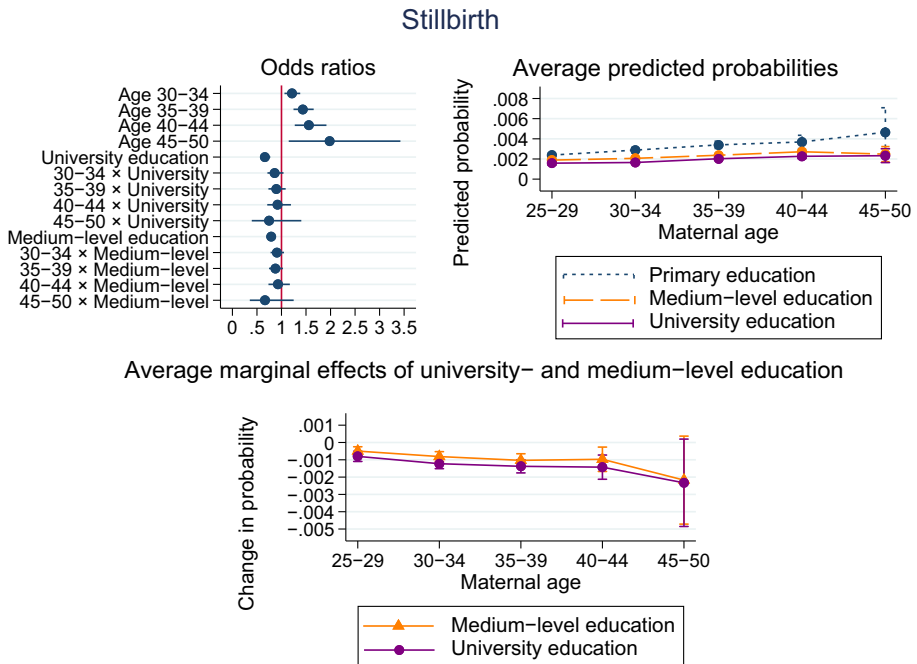 Stillbirth
Odds ratios
Age 30−34
Age 35−39
Age 40−44
Age 45−50
University education
30−34 × University
35−39 × University
40−44 × University
45−50 × University
Medium−level education
30−34 × Medium−level
35−39 × Medium−level
40−44 × Medium−level
45−50 × Medium−level
0 .5 1 1.5 2 2.5 3 3.5
Average predicted probabilities
Predicted probability
.008
.006
.004
.002
0
25−29 30−34 35−39 40−44 45−50
Maternal age
Primary education
Medium−level education
University education
Average marginal effects of university− and medium−level education
Change in probability
.001
0
−.001
−.002
−.003
−.004
−.005
25−29 30−34 35−39 40−44 45−50
Maternal age
Medium−level education
University education